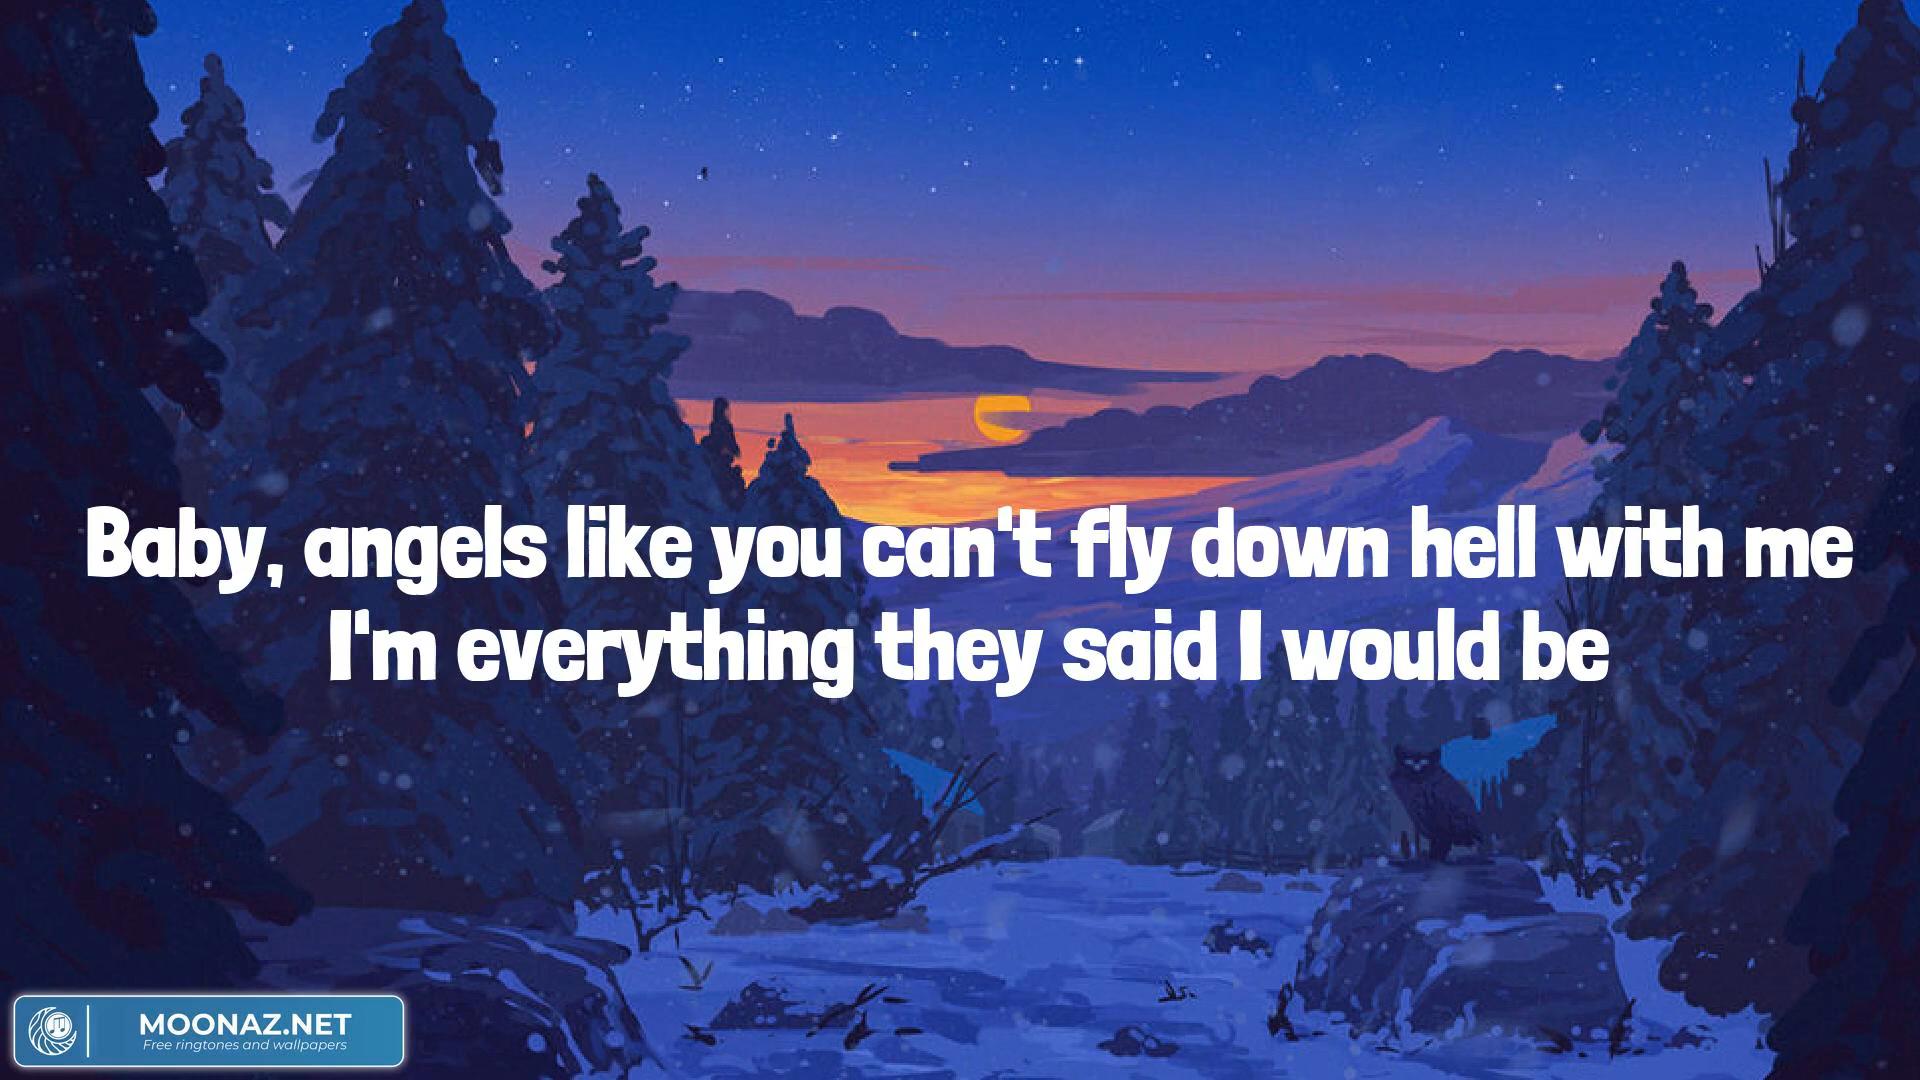 Baby, angels like you can't fly down hell with me
I'm everything they said I would be
MOONAZ.NET
Free ringtones and wallpapers